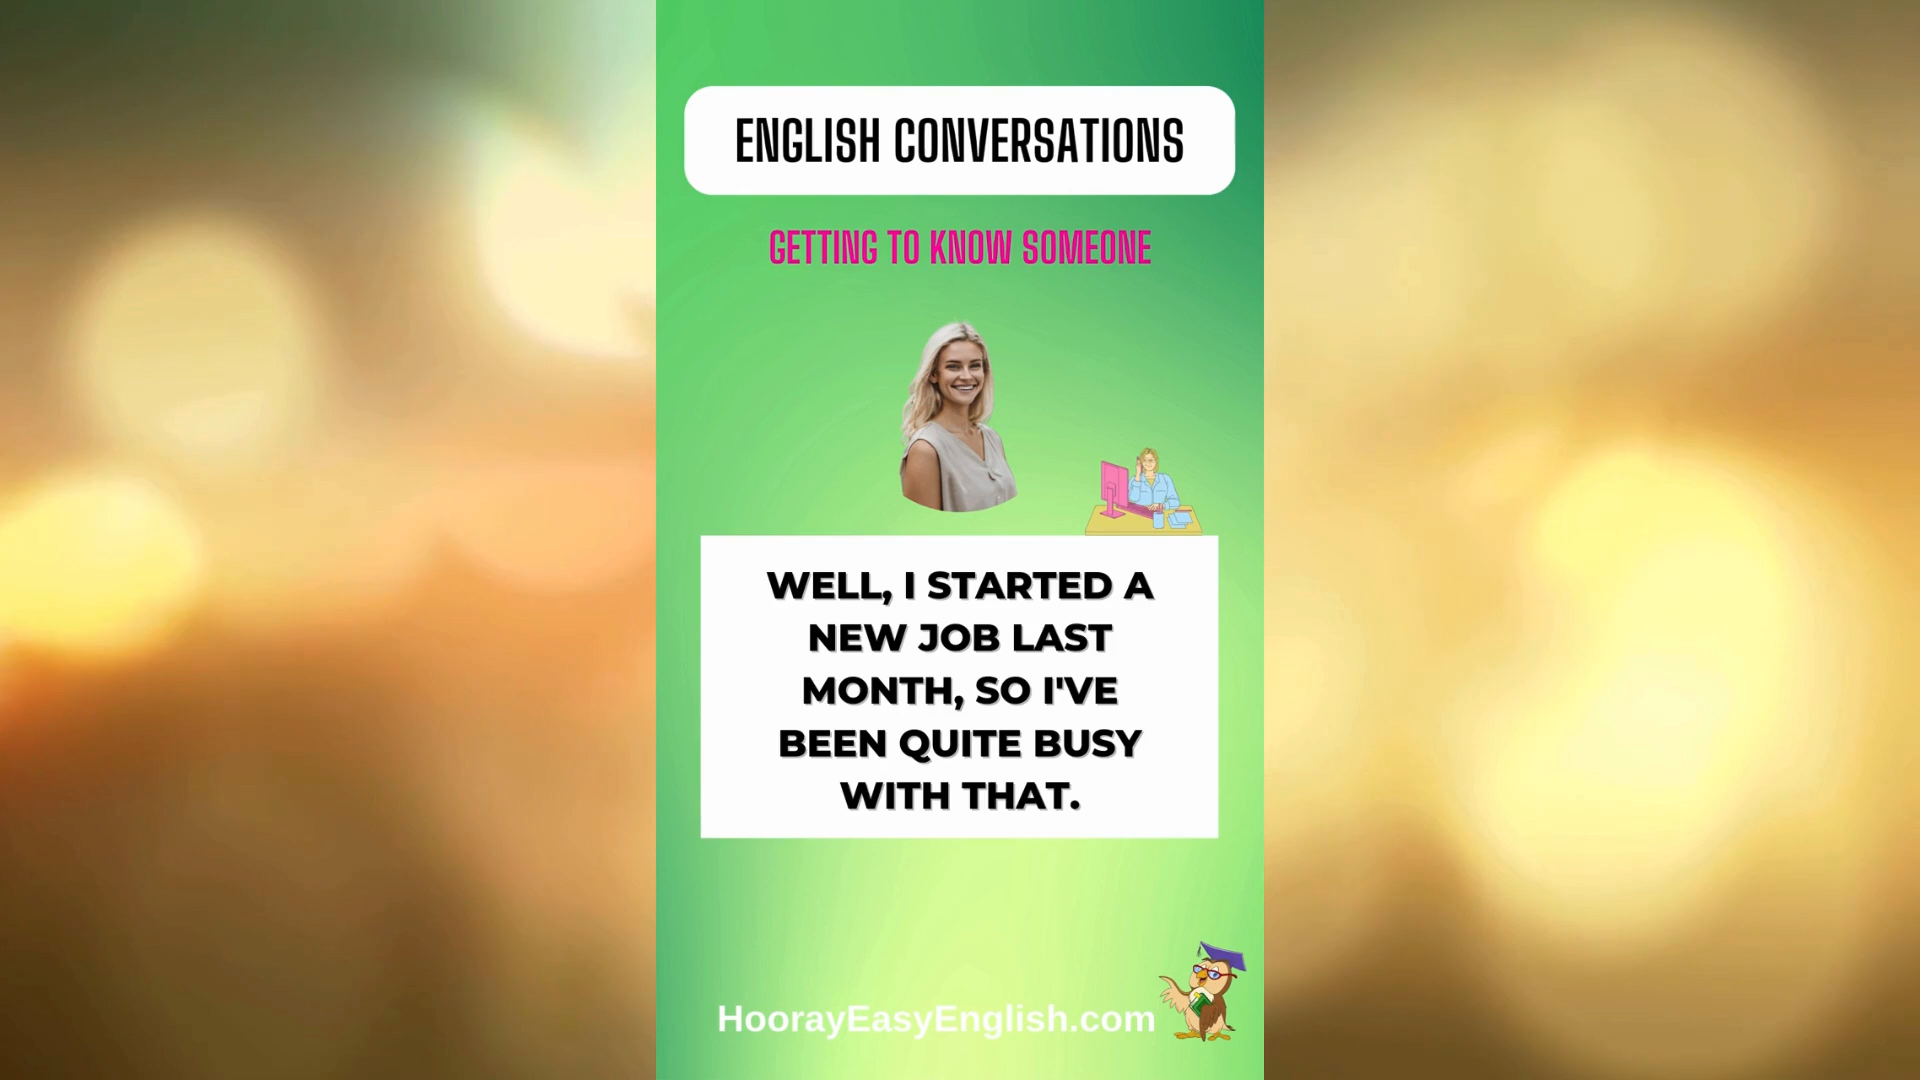 ENGLISH CONVERSATIONS
GETTING TO KNOW SOMEONE
WELL, I STARTED A
NEW JOB LAST
MONTH, SO I'VE
BEEN QUITE BUSY
WITH THAT.
HoorayEasyEnglish.com